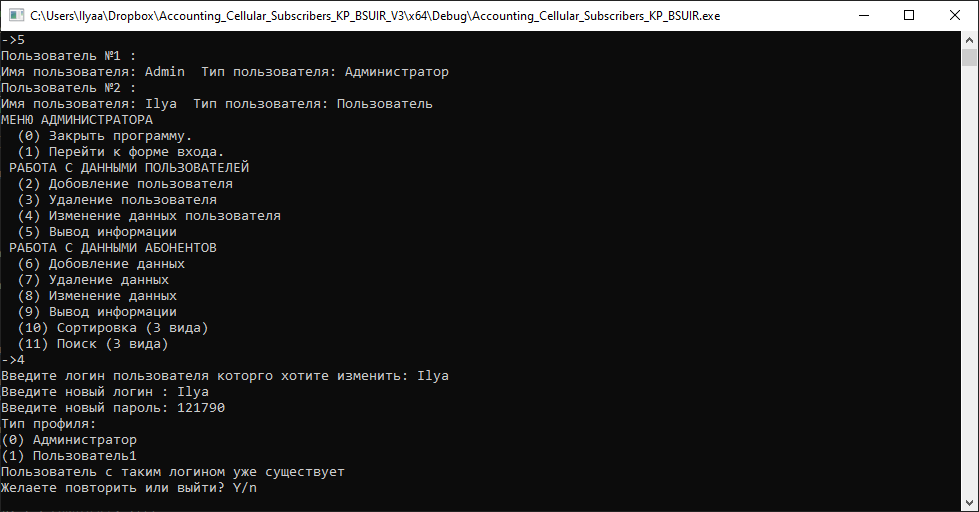 C:\Users\Ilyaa\Dropbox\Accounting_Cellular_Subscribers_KP_BSUIR_V3\x64\Debug\Accounting_Cellular_Subscribers_KP_BSUIR.exe
->5
Пользователь №1 :
Имя пользователя: Admin  Тип пользователя: Администратор
Пользователь №2 :
Имя пользователя: Ilya  Тип пользователя: Пользователь
МЕНЮ АДМИНИСТРАТОРА
  (0) Закрыть программу.
  (1) Перейти к форме входа.
 РАБОТА С ДАННЫМИ ПОЛЬЗОВАТЕЛЕЙ
  (2) Добовление пользователя
  (3) Удаление пользователя
  (4) Изменение данных пользователя
  (5) Вывод информации
 РАБОТА С ДАННЫМИ АБОНЕНТОВ
  (6) Добовление данных
  (7) Удаление данных
  (8) Изменение данных
  (9) Вывод информации
  (10) Сортировка (3 вида)
  (11) Поиск (3 вида)
->4
Введите логин пользователя которго хотите изменить: Ilya
Введите новый логин : Ilya
Введите новый пароль: 121790
Тип профиля:
(0) Администратор
(1) Пользователь1
Пользователь с таким логином уже существует
Желаете повторить или выйти? Y/n